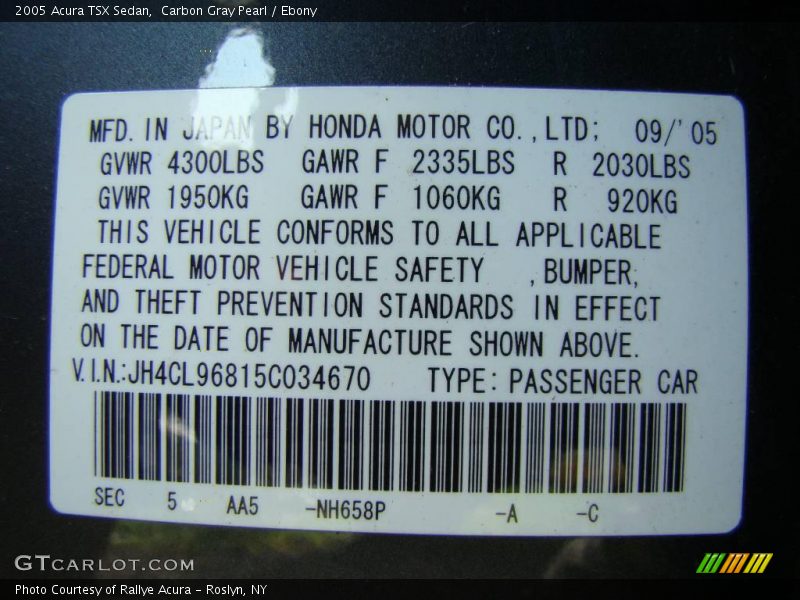 2005 Acura TSX Sedan,  Carbon Gray Pearl / Ebony
MFD. IN JAPAN BY HONDA MOTOR CO.,LTD; 09/'05
GVWR 4300LBS GAWR F 2335LBS R 2030LBS
GVWR 1950KG GAWR F 1060KG R 920KG
THIS VEHICLE CONFORMS TO ALL APPLICABLE
FEDERAL MOTOR VEHICLE SAFETY ,BUMPER,
AND THEFT PREVENTION STANDARDS IN EFFECT
ON THE DATE OF MANUFACTURE SHOWN ABOVE.
V.I.N.:JH4CL96815C034670 TYPE: PASSENGER CAR
SEC 5 AA5 -NH658P -A -C
GTCARLOT.COM
Photo Courtesy of Rallye Acura - Roslyn, NY